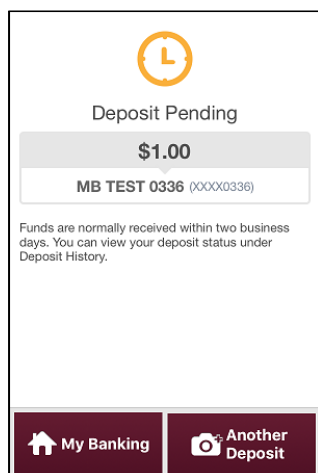 Deposit Pending
$1.00
MB TEST 0336 (XXXX0336)
Funds are normally received within two business
days. You can view your deposit status under
Deposit History.
My Banking
Another
Deposit